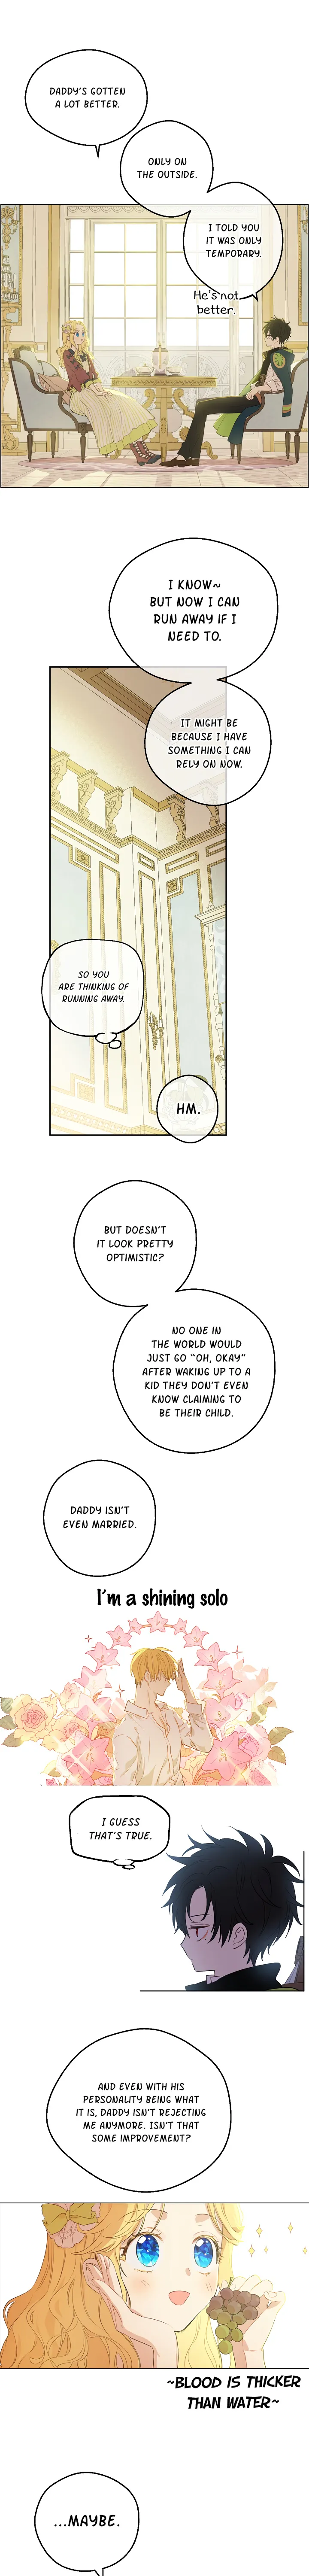 DADDY'S GOTTEN
A LOT BETTER.
ONLY ON
THE OUTSIDE.
I TOLD YOU
IT WAS ONLY
TEMPORARY.
He's not
better.
I KNOW~
BUT NOW I CAN
RUN AWAY IF I
NEED TO.
IT MIGHT BE
BECAUSE I HAVE
SOMETHING I CAN
RELY ON NOW.
SO YOU
ARE THINKING OF
RUNNING AWAY.
HM.
BUT DOESN'T
IT LOOK PRETTY
OPTIMISTIC?
NO ONE IN
THE WORLD WOULD
JUST GO "OH, OKAY"
AFTER WAKING UP TO A
KID THEY DON'T EVEN
KNOW CLAIMING TO
BE THEIR CHILD.
DADDY ISN'T
EVEN MARRIED.
I'm a shining solo
I GUESS
THAT'S TRUE.
AND EVEN WITH HIS
PERSONALITY BEING WHAT
IT IS, DADDY ISN'T REJECTING
ME ANYMORE. ISN'T THAT
SOME IMPROVEMENT?
~BLOOD IS THICKER
THAN WATER~
...MAYBE.